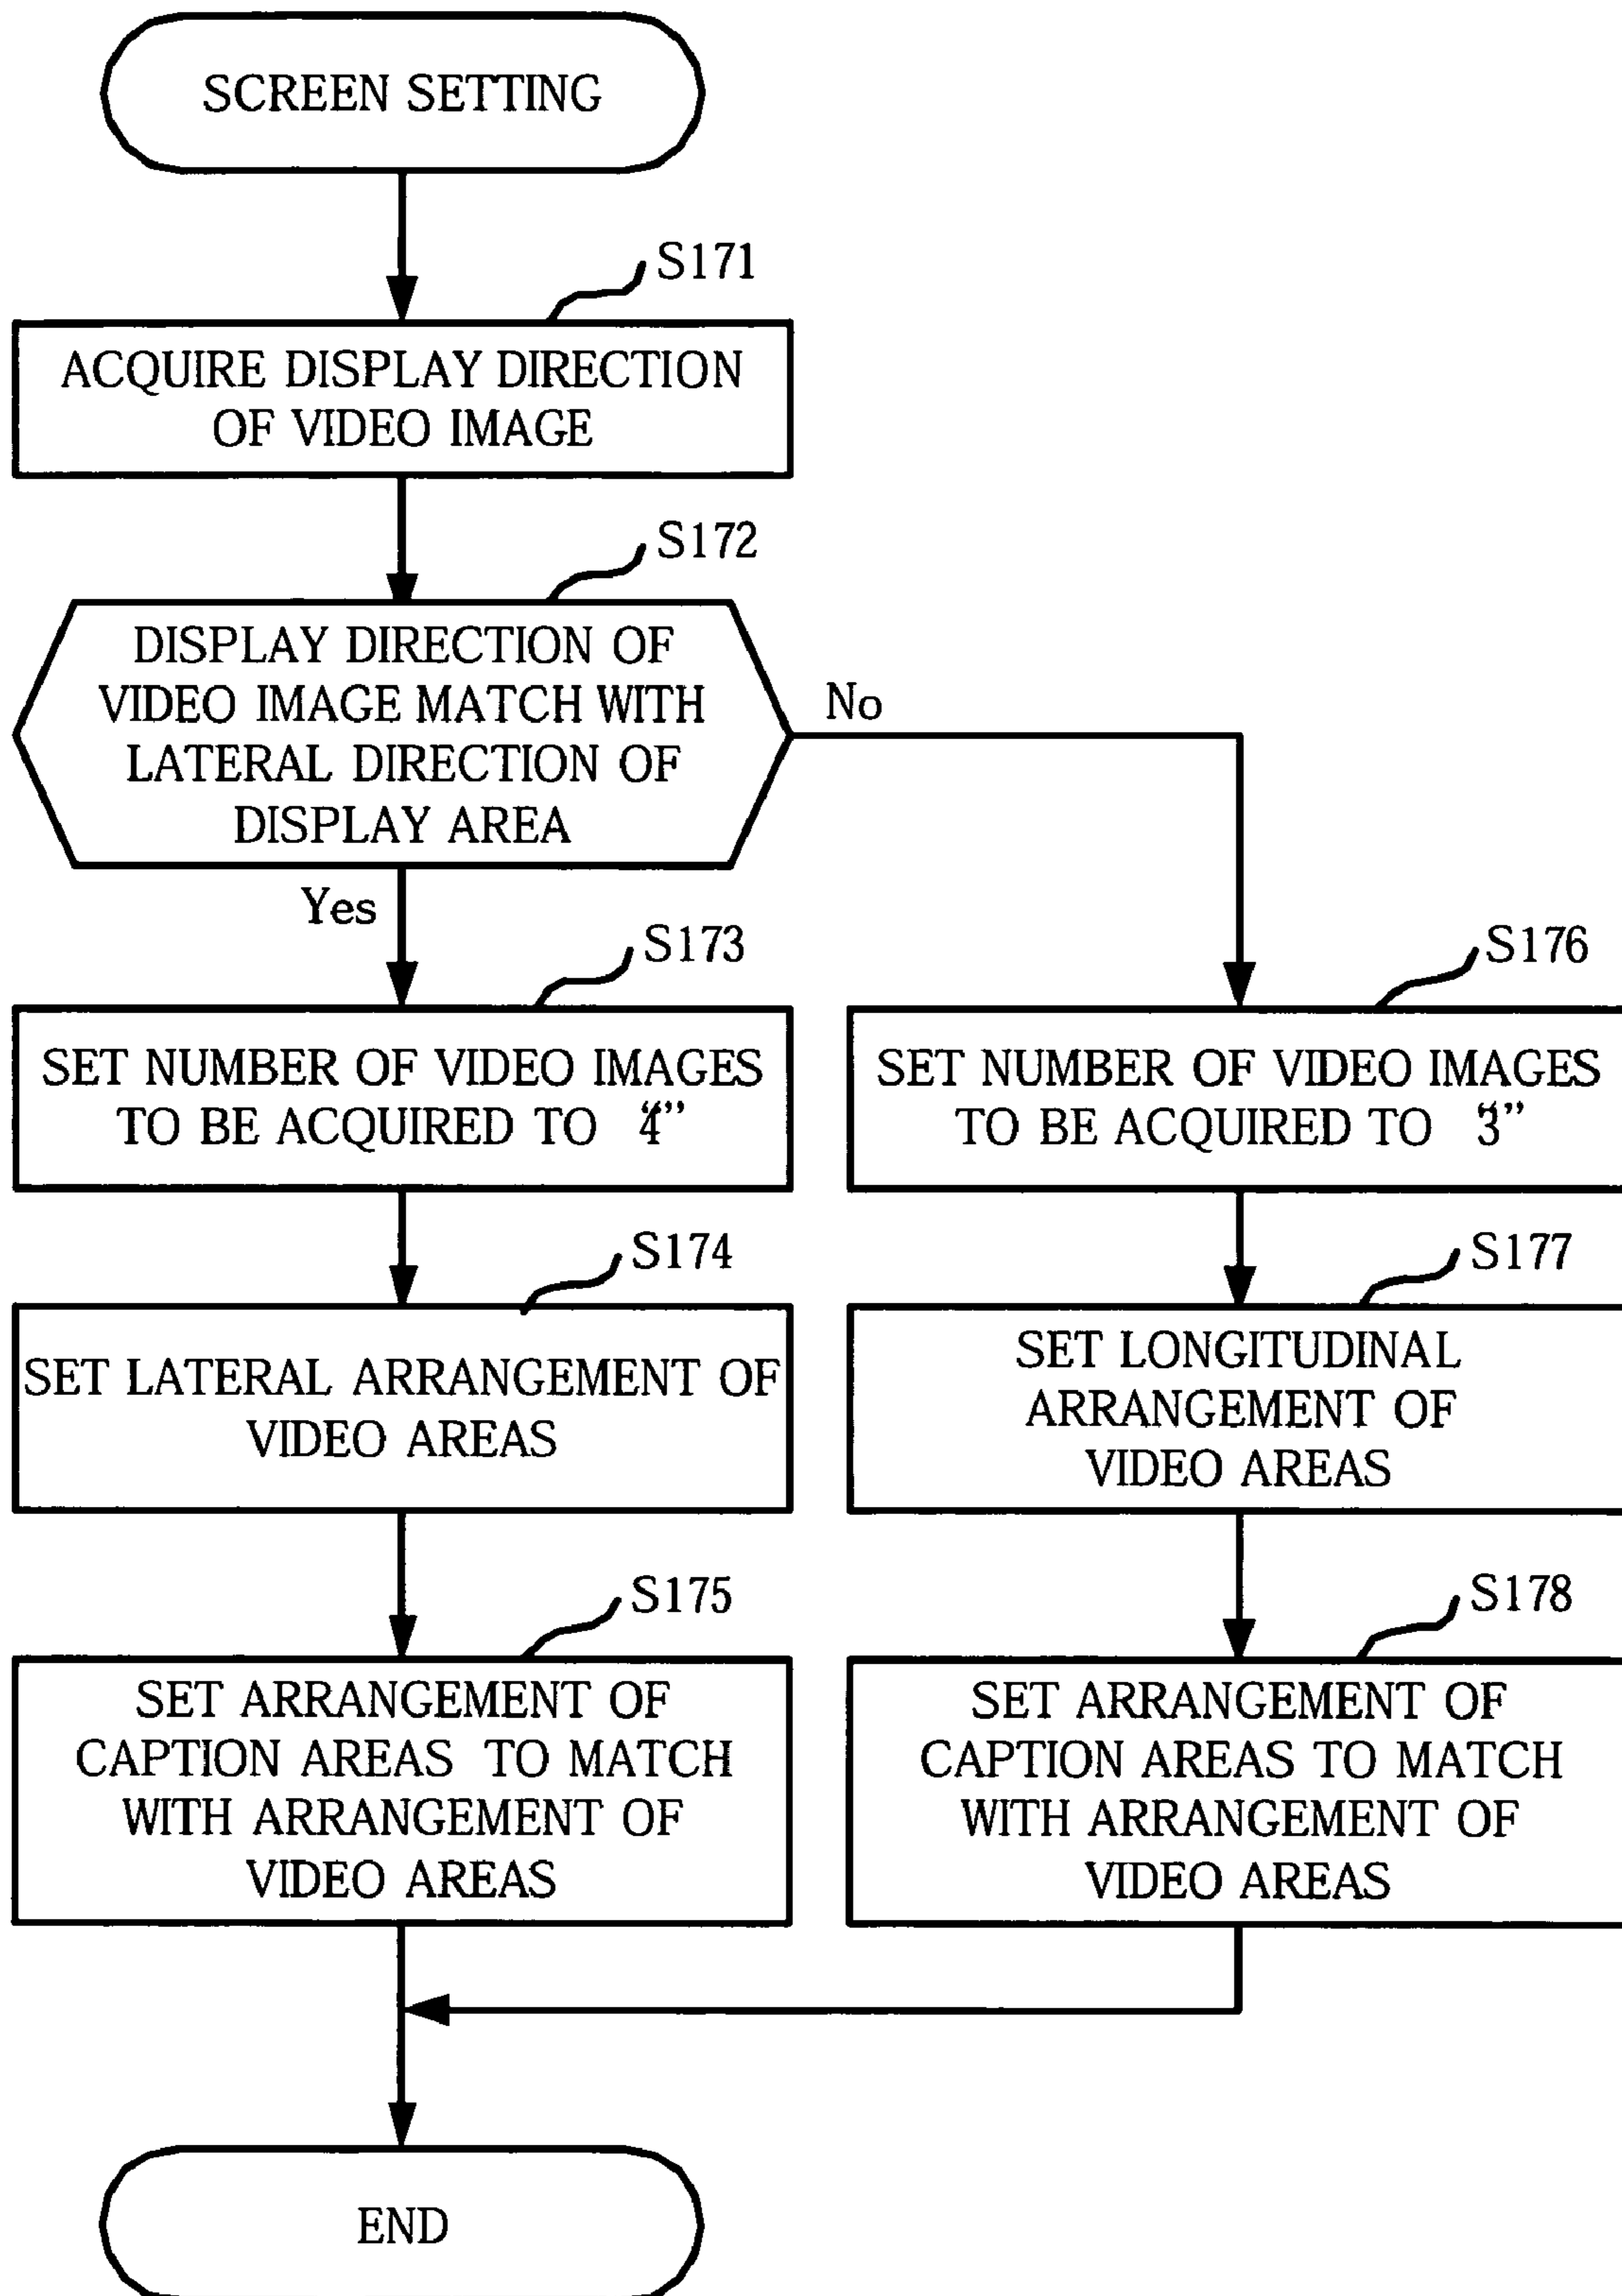 SCREEN SETTING
S171
ACQUIRE DISPLAY DIRECTION
OF VIDEO IMAGE
S172
DISPLAY DIRECTION OF
VIDEO IMAGE MATCH WITH
LATERAL DIRECTION OF
DISPLAY AREA
No
Yes
S173
SET NUMBER OF VIDEO IMAGES
TO BE ACQUIRED TO “4”
S174
SET LATERAL ARRANGEMENT OF
VIDEO AREAS
S175
SET ARRANGEMENT OF
CAPTION AREAS TO MATCH
WITH ARRANGEMENT OF
VIDEO AREAS
S176
SET NUMBER OF VIDEO IMAGES
TO BE ACQUIRED TO “3”
S177
SET LONGITUDINAL
ARRANGEMENT OF
VIDEO AREAS
S178
SET ARRANGEMENT OF
CAPTION AREAS TO MATCH
WITH ARRANGEMENT OF
VIDEO AREAS
END